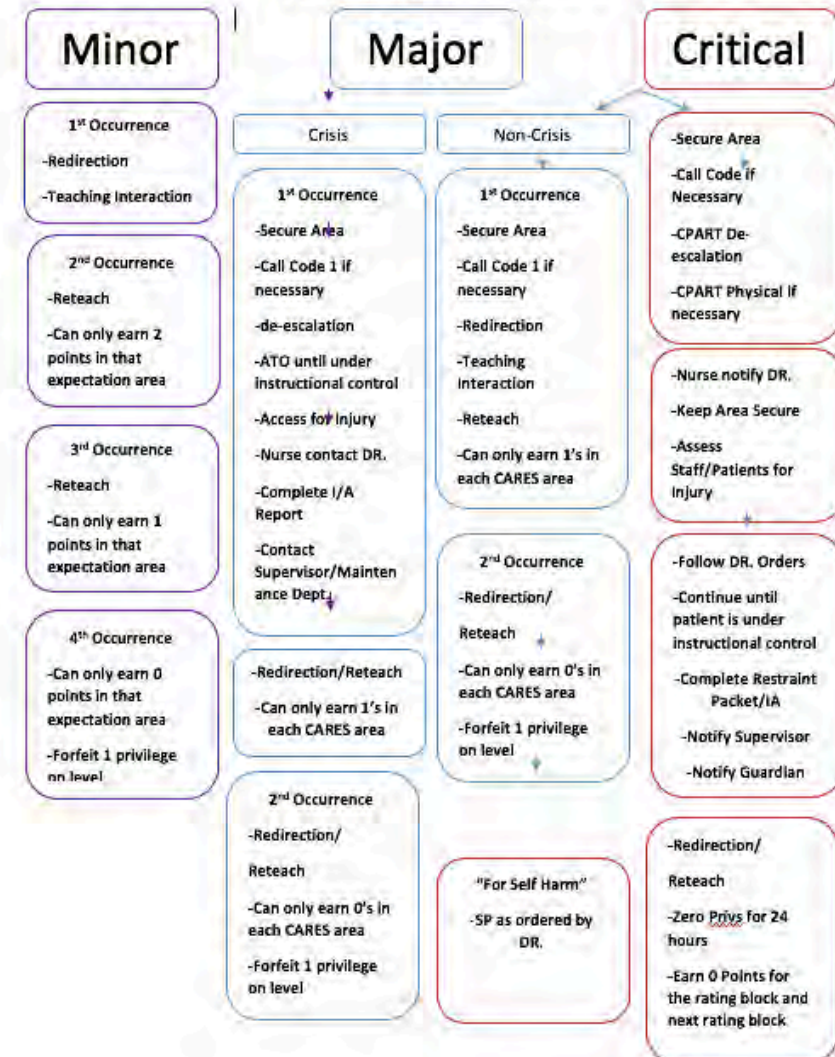 Minor
Major
Critical
1st Occurrence
-Redirection
-Teaching Interaction
2nd Occurrence
-Reteach
-Can only earn 2
points in that
expectation area
3rd Occurrence
-Reteach
-Can only earn 1
points in that
expectation area
4th Occurrence
-Can only earn 0
points in that
expectation area
-Forfeit 1 privilege
on level
Crisis
1st Occurrence
-Secure Area
-Call Code 1 if
necessary
-de-escalation
-ATO until under
instructional control
-Access for Injury
-Nurse contact DR.
-Complete I/A
Report
-Contact
Supervisor/Mainten
ance Dept.
-Redirection/Reteach
-Can only earn 1's in
each CARES area
2nd Occurrence
-Redirection/
Reteach
-Can only earn 0's in
each CARES area
-Forfeit 1 privilege
on level
Non-Crisis
1st Occurrence
-Secure Area
-Call Code 1 if
necessary
-Redirection
-Teaching
Interaction
-Reteach
-Can only earn 1's in
each CARES area
2nd Occurrence
-Redirection/
Reteach
-Can only earn 0's in
each CARES area
-Forfeit 1 privilege
on level
"For Self Harm"
-SP as ordered by
DR.
-Secure Area
-Call Code if
Necessary
-CPART De-
escalation
-CPART Physical if
necessary
-Nurse notify DR.
-Keep Area Secure
-Assess
Staff/Patients for
Injury
-Follow DR. Orders
-Continue until
patient is under
instructional control
-Complete Restraint
Packet/IA
-Notify Supervisor
-Notify Guardian
-Redirection/
Reteach
-Zero Privs for 24
hours
-Earn 0 Points for
the rating block and
next rating block